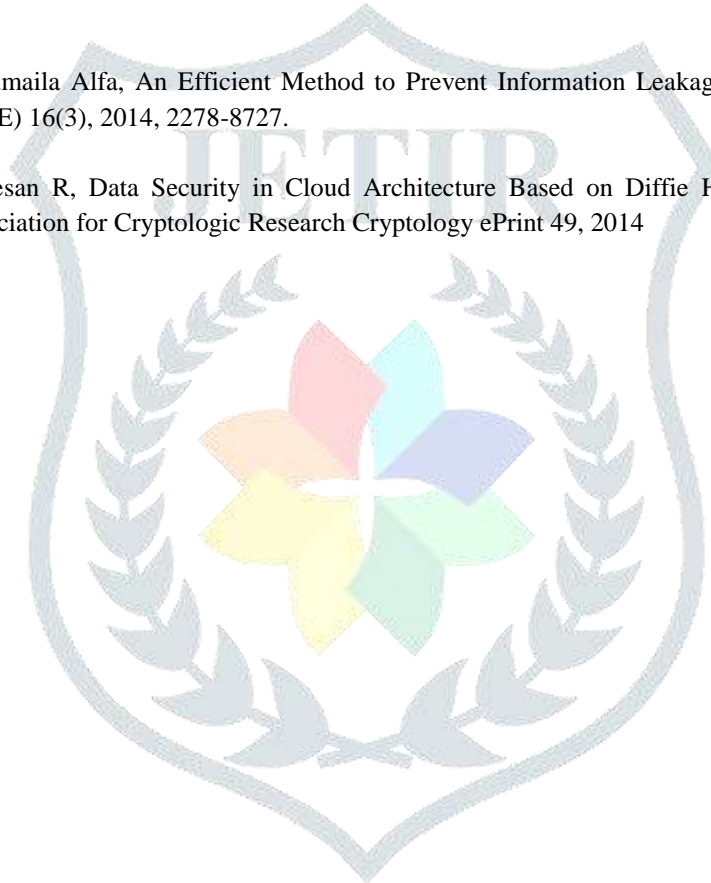 maila Alfa, An Efficient Method to Prevent Information Leakag
E) 16(3), 2014, 2278-8727.
JETIR
esan R, Data Security in Cloud Architecture Based on Diffie H
ciation for Cryptologic Research Cryptology ePrint 49, 2014